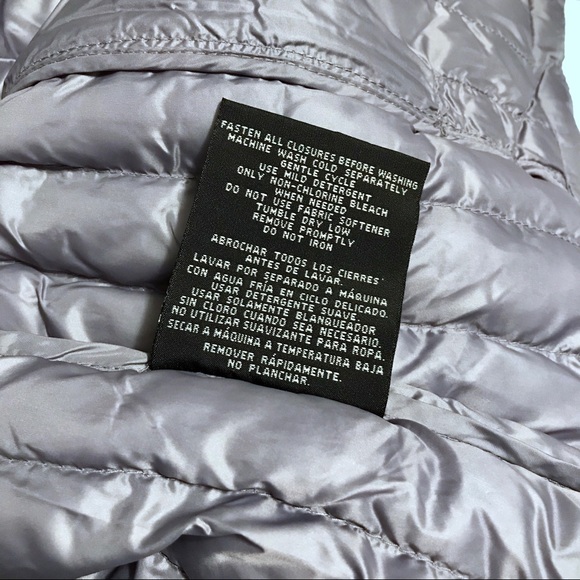 FASTEN ALL CLOSURES BEFORE WASHING
MACHINE WASH COLD SEPARATELY
GENTLE CYCLE
USE MILD DETERGENT
ONLY NON-CHLORINE BLEACH
WHEN NEEDED
DO NOT USE FABRIC SOFTENER
TUMBLE DRY LOW
REMOVE PROMPTLY
DO NOT IRON
ABROCHAR TODOS LOS CIERRES
ANTES DE LAVAR.
LAVAR POR SEPARADO A MÁQUINA
CON AGUA FRÍA EN CICLO DELICADO.
USAR DETERGENTE SUAVE.
USAR SOLAMENTE BLANQUEADOR
SIN CLORO CUANDO SEA NECESARIO.
NO UTILIZAR SUAVIZANTE PARA ROPA.
SECAR A MÁQUINA A TEMPERATURA BAJA
REMOVER RÁPIDAMENTE.
NO PLANCHAR.